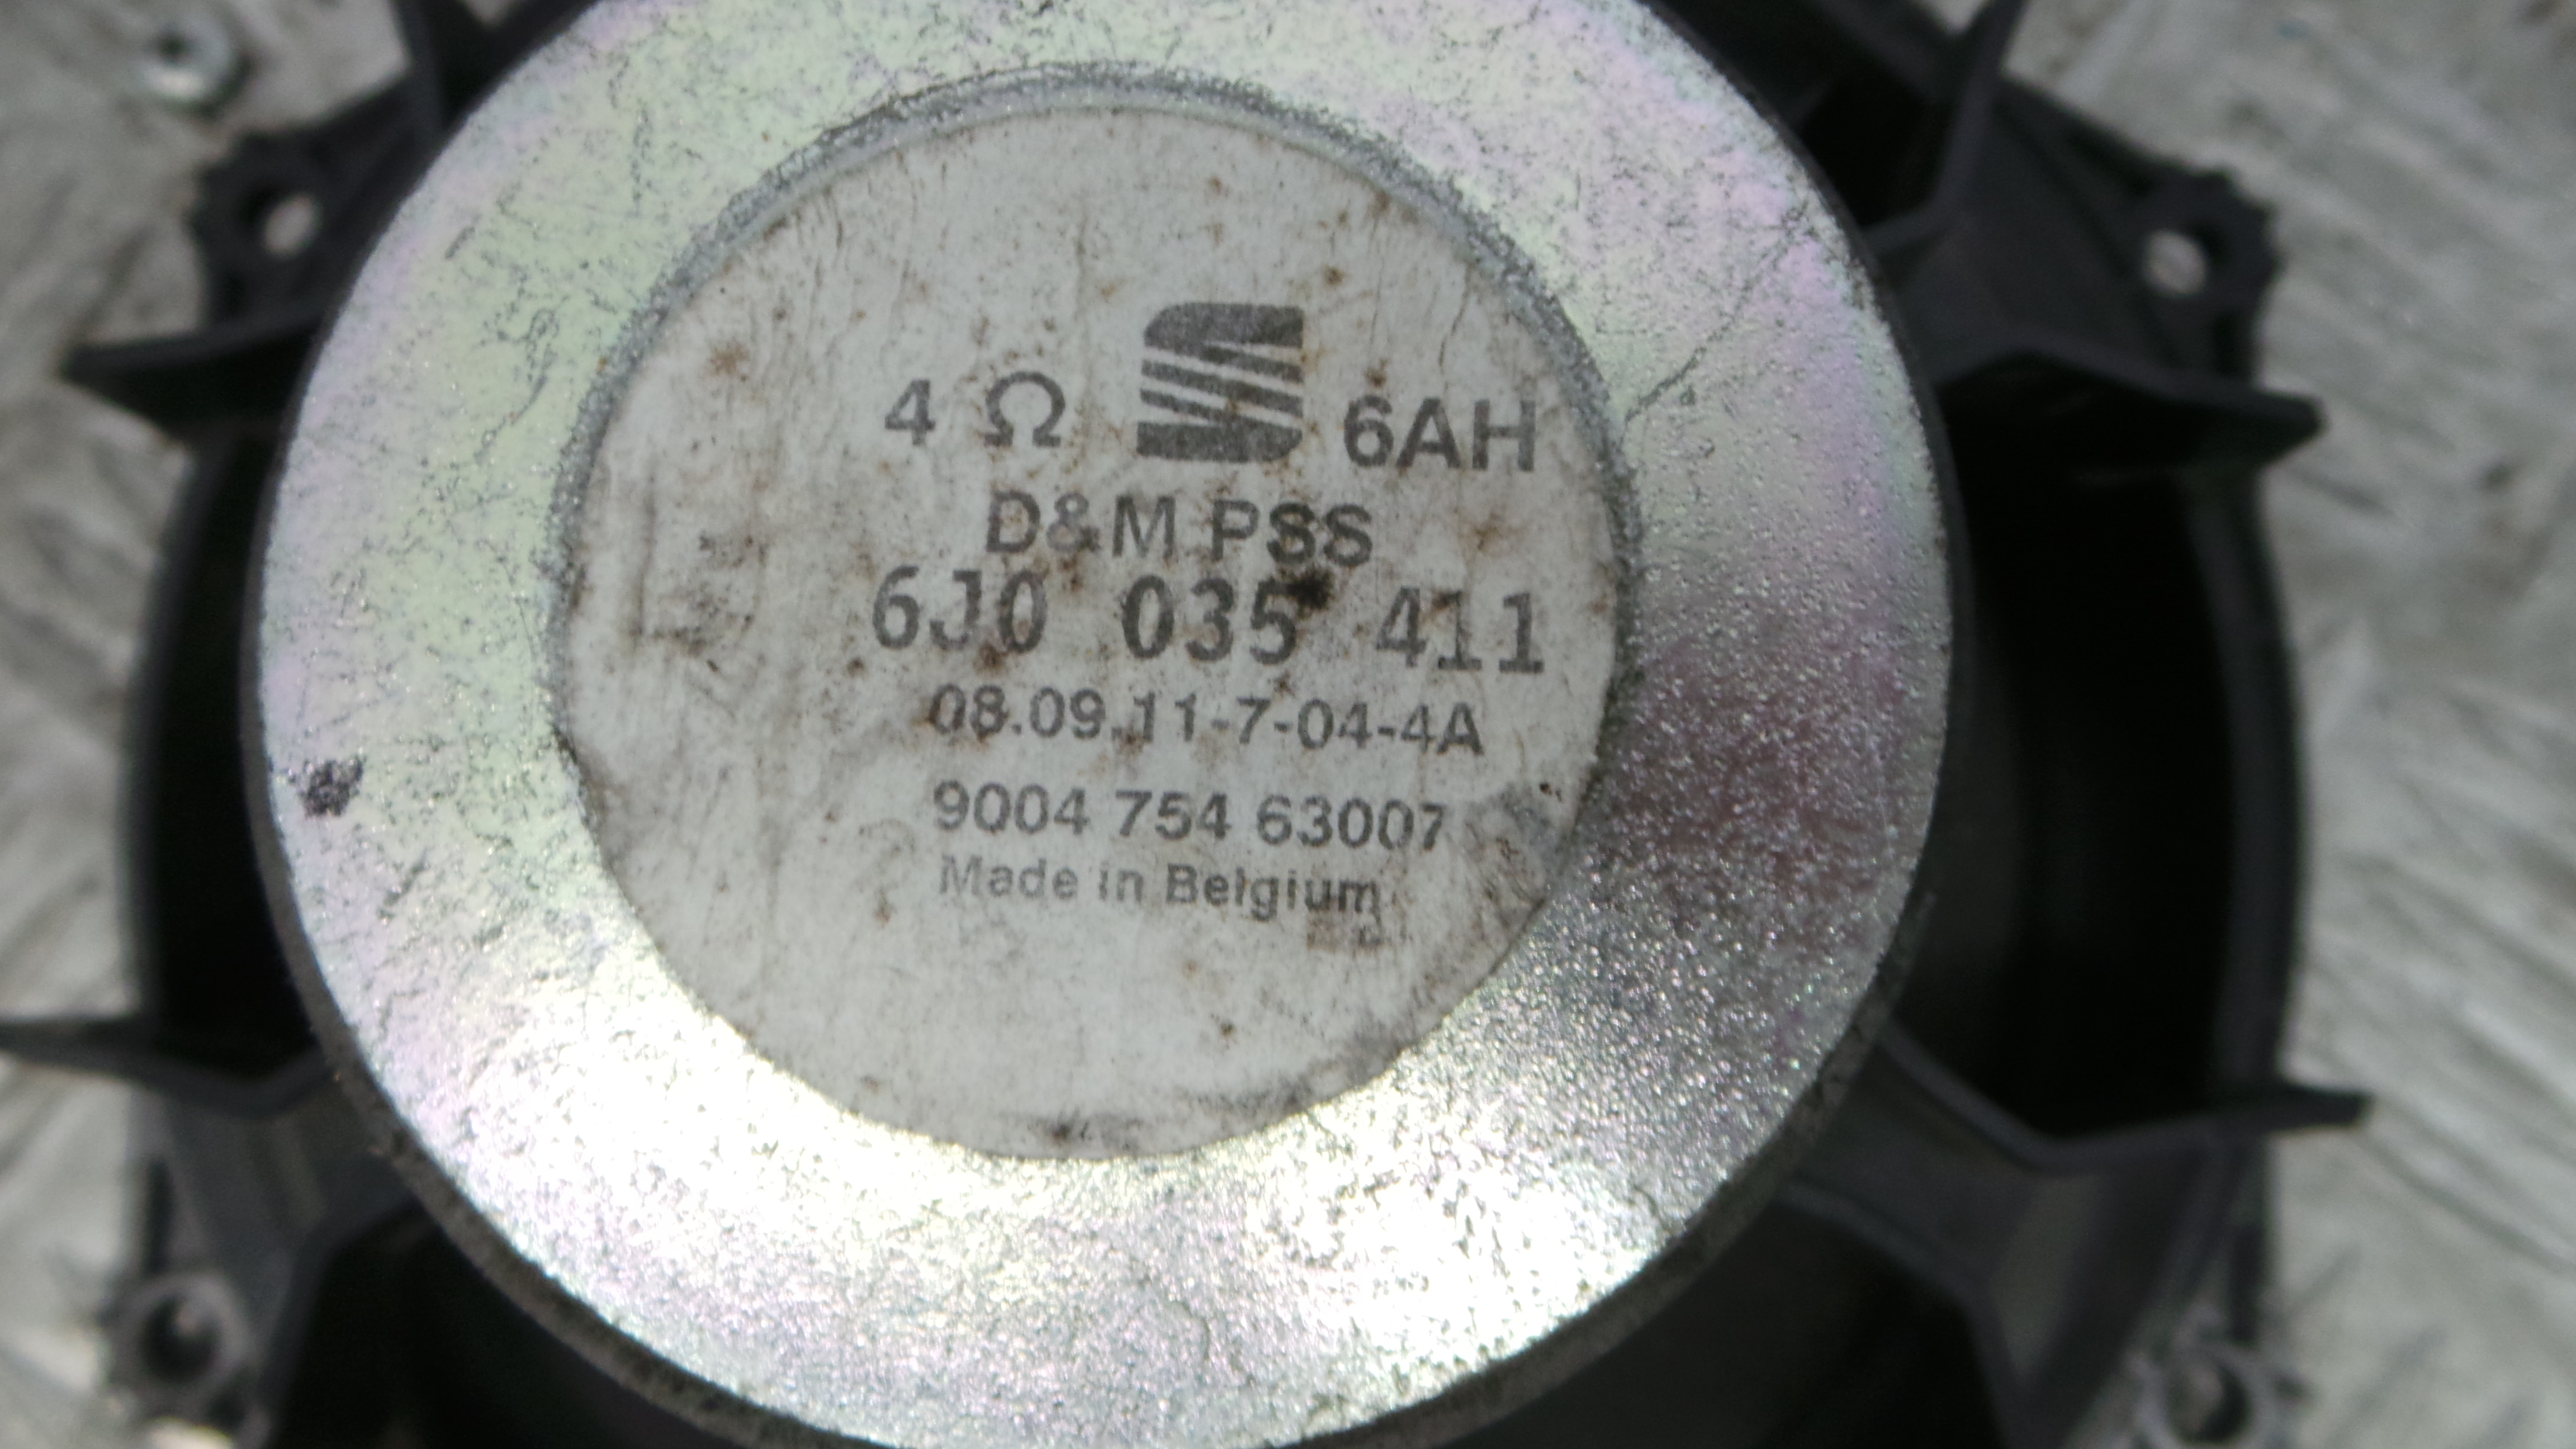 4 Ω 6AH
D&M PSS
6J0 035 411
08.09.11-7-04-4A
9004 754 63007
Made in Belgium